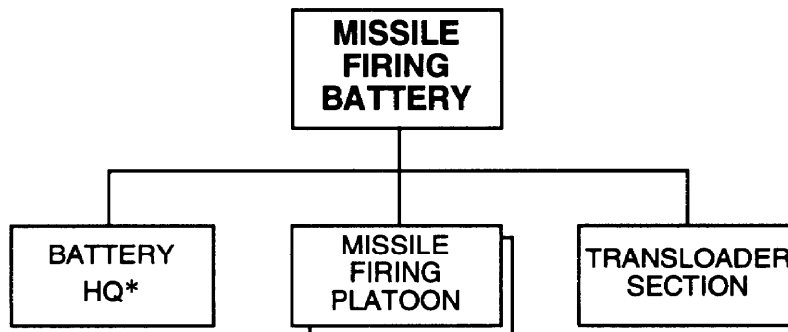 MISSILE
FIRING
BATTERY
BATTERY
HQ*
MISSILE
FIRING
PLATOON
TRANSLOADER
SECTION